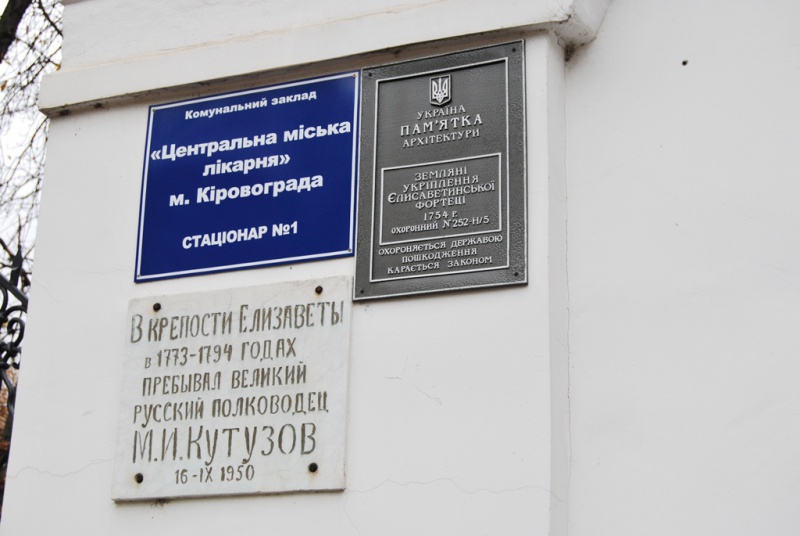 Комунальний заклад
«Центральна міська
лікарня»
м. Кіровограда
СТАЦІОНАР №1
УКРАЇНА
ПАМ'ЯТКА
АРХІТЕКТУРИ
ЗЕМЛЯНІ
УКРІПЛЕННЯ
ЄЛИСАВЕТИНСЬКОЇ
ФОРТЕЦІ
1754 г.
ОХОРОННИЙ №252-Н/5
ОХОРОНЯЄТЬСЯ ДЕРЖАВОЮ
ПОШКОДЖЕННЯ
КАРАЄТЬСЯ ЗАКОНОМ
В КРЕПОСТИ ЕЛИЗАВЕТЫ
в 1773-1794 ГОДАХ
ПРЕБЫВАЛ ВЕЛИКИЙ
РУССКИЙ ПОЛКОВОДЕЦ
М.И.КУТУЗОВ
16-IX 1950